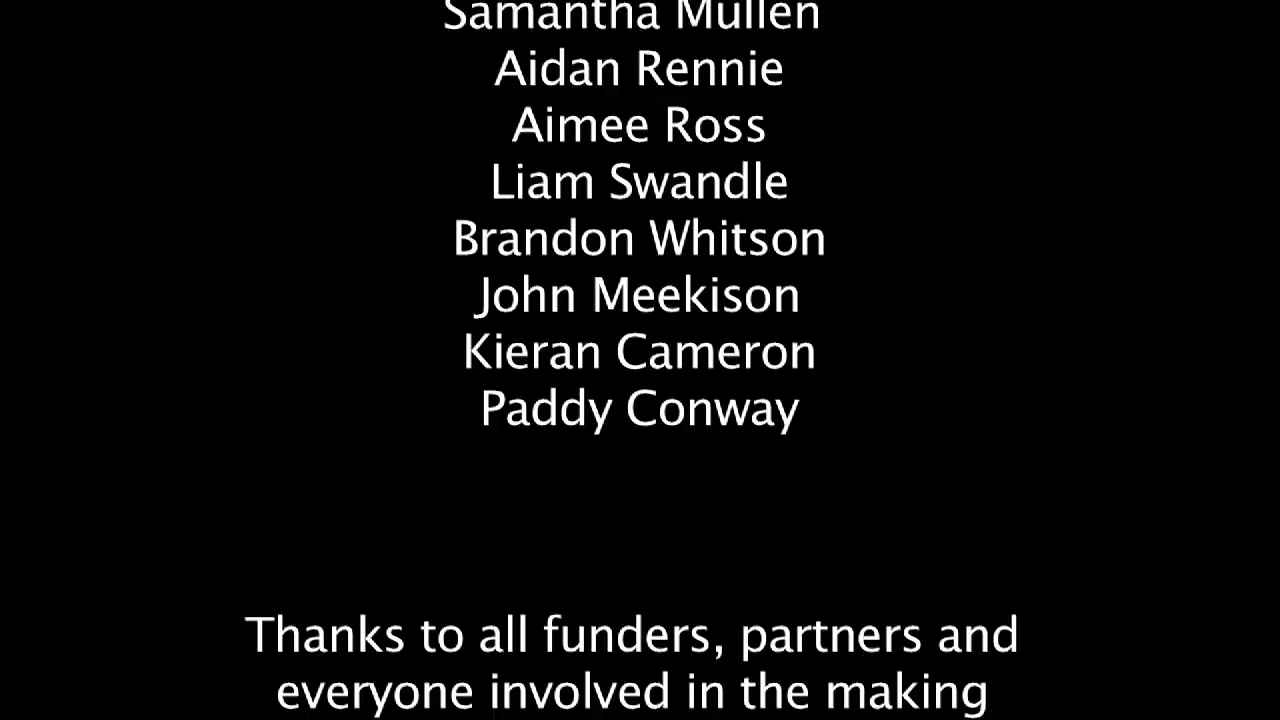 Samantha Mullen
Aidan Rennie
Aimee Ross
Liam Swandle
Brandon Whitson
John Meekison
Kieran Cameron
Paddy Conway
Thanks to all funders, partners and
everyone involved in the making